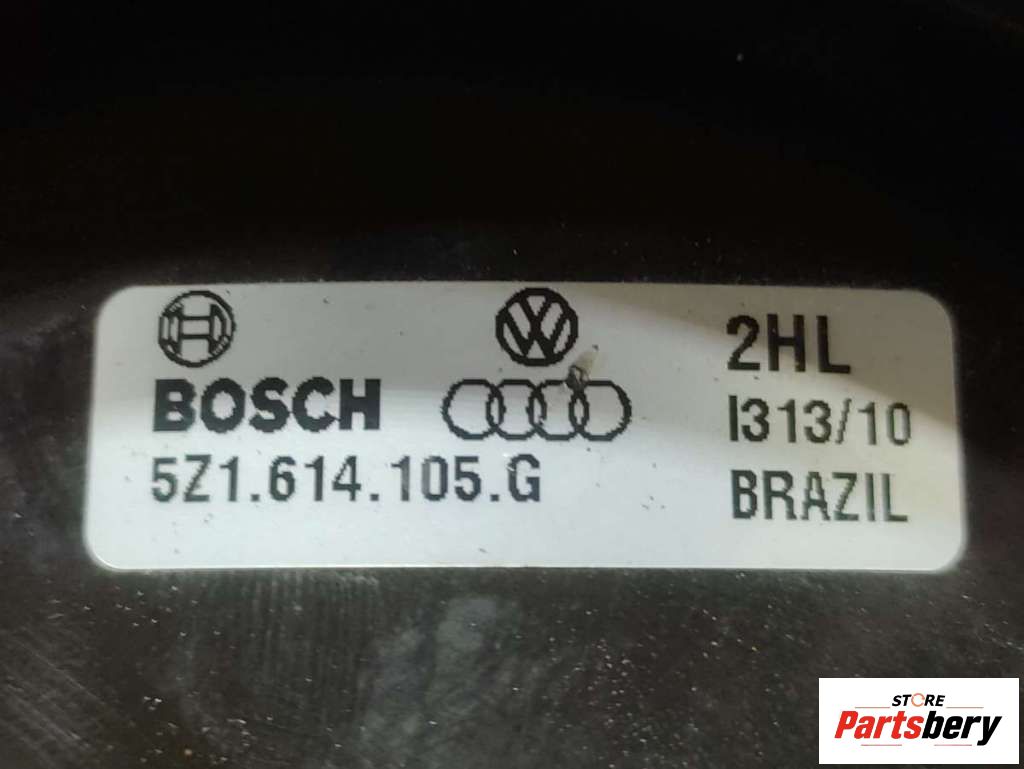 BOSCH
5Z1.614.105.G
2HL
I313/10
BRAZIL
STORE
Partsbery